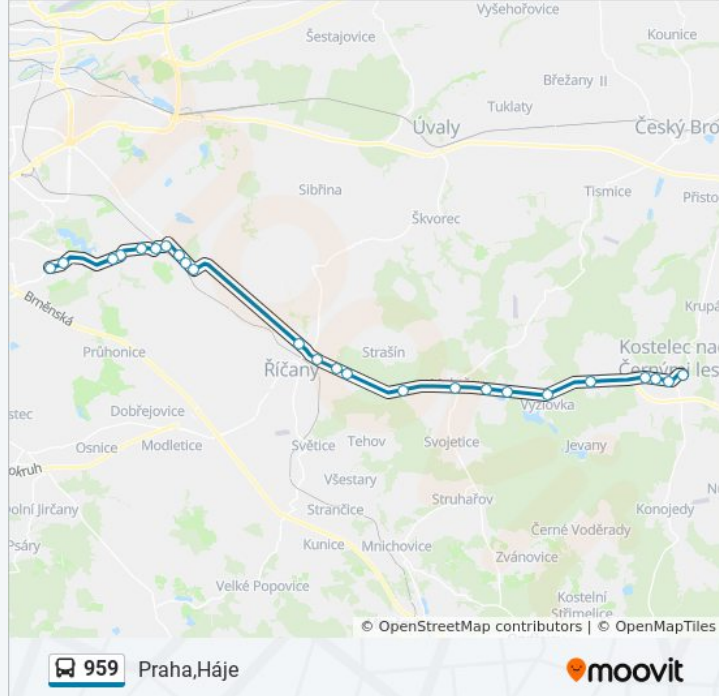 Vyšehořovice
Šestajovice
Kounice
Břežany II
Tuklaty
Úvaly
Český Bro
Sibřina
Tismice
Přisto
Škvorec
Brněnská
Krupá
Průhonice
Strašín
Kostelec nad
Říčany
Černými les
Vyžlovka
Dobřejovice
stec
Osnice
Modletice
Světice
Tehov
Svojetice
Jevany
okruh
Všestary
Struhařov
olní Jirčany
Strančice
Konojedy
Psáry
Kunice
Mnichovice
Černé Voděrady
Zvánovice
Velké Popovice
Kostelní
Střimelice
© OpenStreetMap contributors | © OpenMapTiles
959 Praha,Háje
moovit